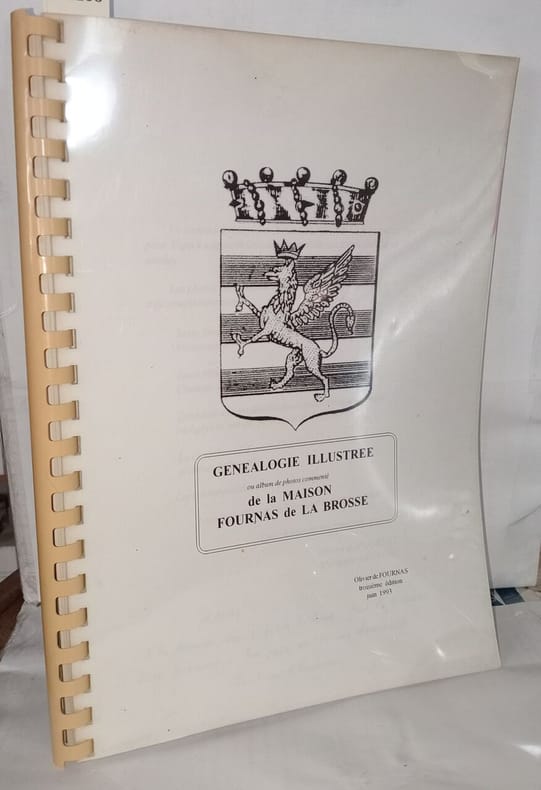 GENEALOGIE ILLUSTREE
ou album de photos commenté
de la MAISON
FOURNAS de LA BROSSE
Olivier de FOURNAS
troisième édition
juin 1993